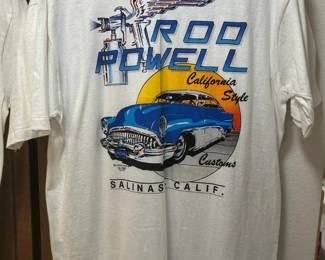 ROD
POWELL
California
Style
Customs
SALINAS, CALIF.